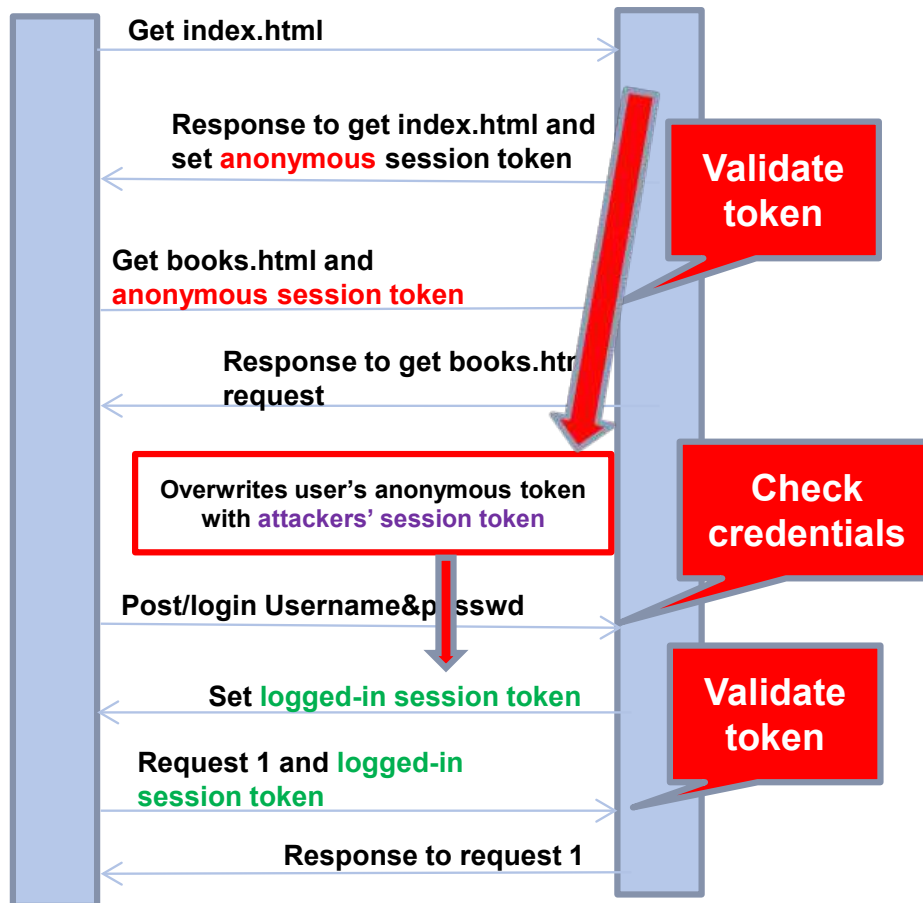 Get index.html
Response to get index.html and
set anonymous session token
Validate
token
Get books.html and
anonymous session token
Response to get books.htm
request
Overwrites user's anonymous token
with attackers' session token
Check
credentials
Post/login Username&passwd
Set logged-in session token
Validate
token
Request 1 and logged-in
session token
Response to request 1